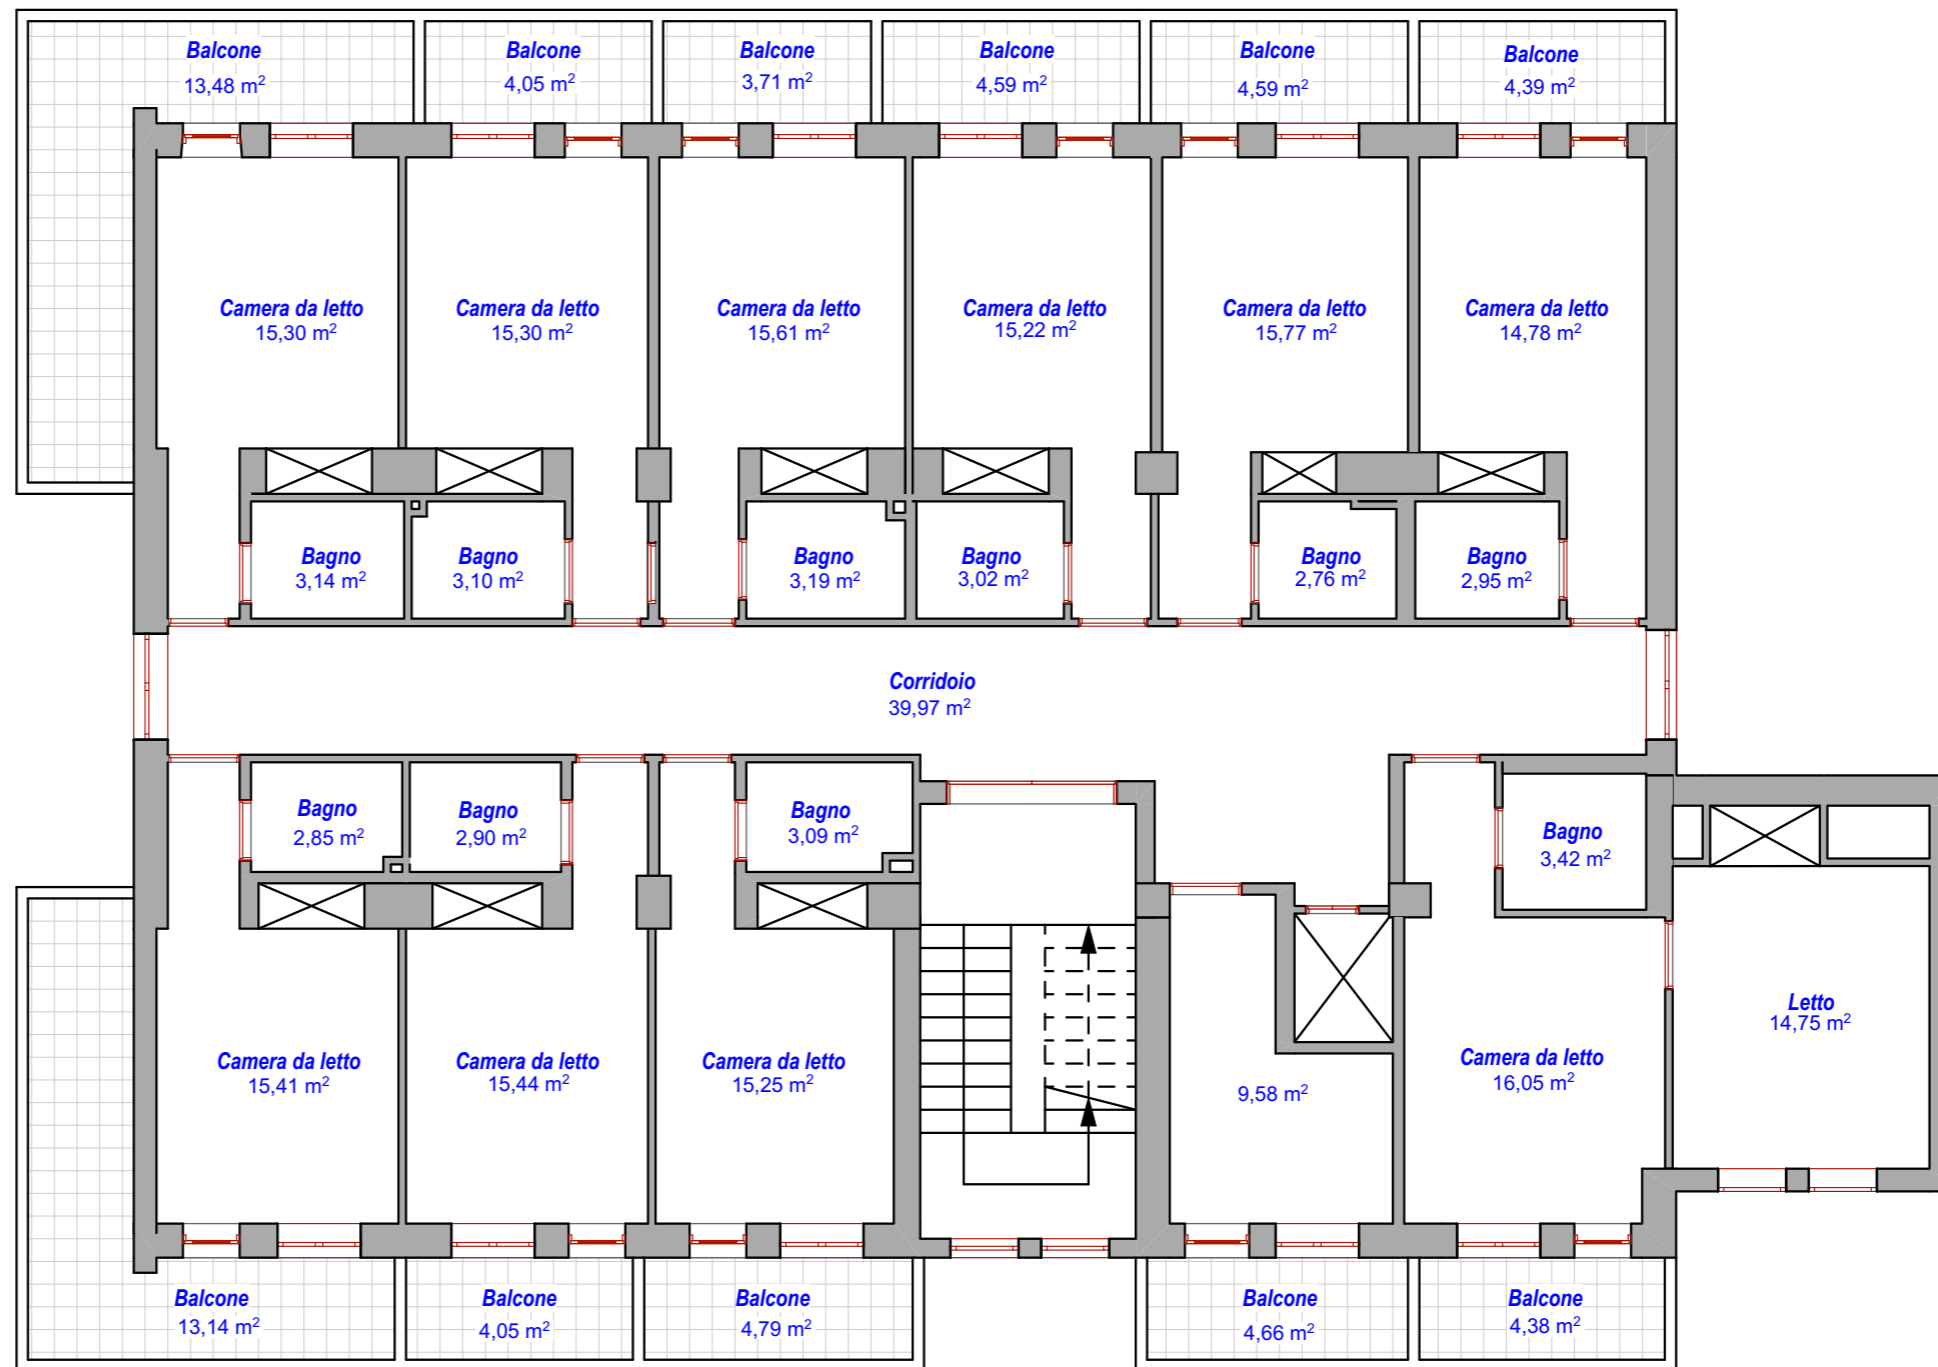 Balcone
13,48 m²
Balcone
4,05 m²
Balcone
3,71 m²
Balcone
4,59 m²
Balcone
4,59 m²
Balcone
4,39 m²
Camera da letto
15,30 m²
Camera da letto
15,30 m²
Camera da letto
15,61 m²
Camera da letto
15,22 m²
Camera da letto
15,77 m²
Camera da letto
14,78 m²
Bagno
3,14 m²
Bagno
3,10 m²
Bagno
3,19 m²
Bagno
3,02 m²
Bagno
2,76 m²
Bagno
2,95 m²
Corridoio
39,97 m²
Bagno
2,85 m²
Bagno
2,90 m²
Bagno
3,09 m²
Bagno
3,42 m²
Letto
14,75 m²
Camera da letto
15,41 m²
Camera da letto
15,44 m²
Camera da letto
15,25 m²
9,58 m²
Camera da letto
16,05 m²
Balcone
13,14 m²
Balcone
4,05 m²
Balcone
4,79 m²
Balcone
4,66 m²
Balcone
4,38 m²